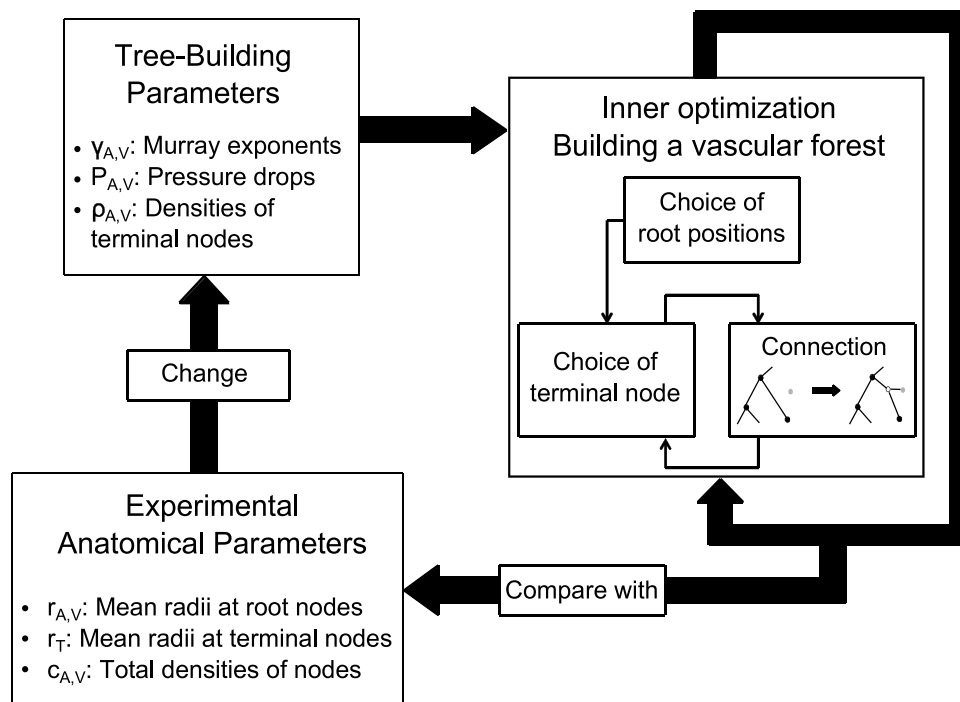 Tree-Building
Parameters
• γA,V: Murray exponents
• PA,V: Pressure drops
• ρA,V: Densities of
terminal nodes
Inner optimization
Building a vascular forest
Choice of
root positions
Choice of
terminal node
Connection
Change
Experimental
Anatomical Parameters
• rA,V: Mean radii at root nodes
• rT: Mean radii at terminal nodes
• cA,V: Total densities of nodes
Compare with